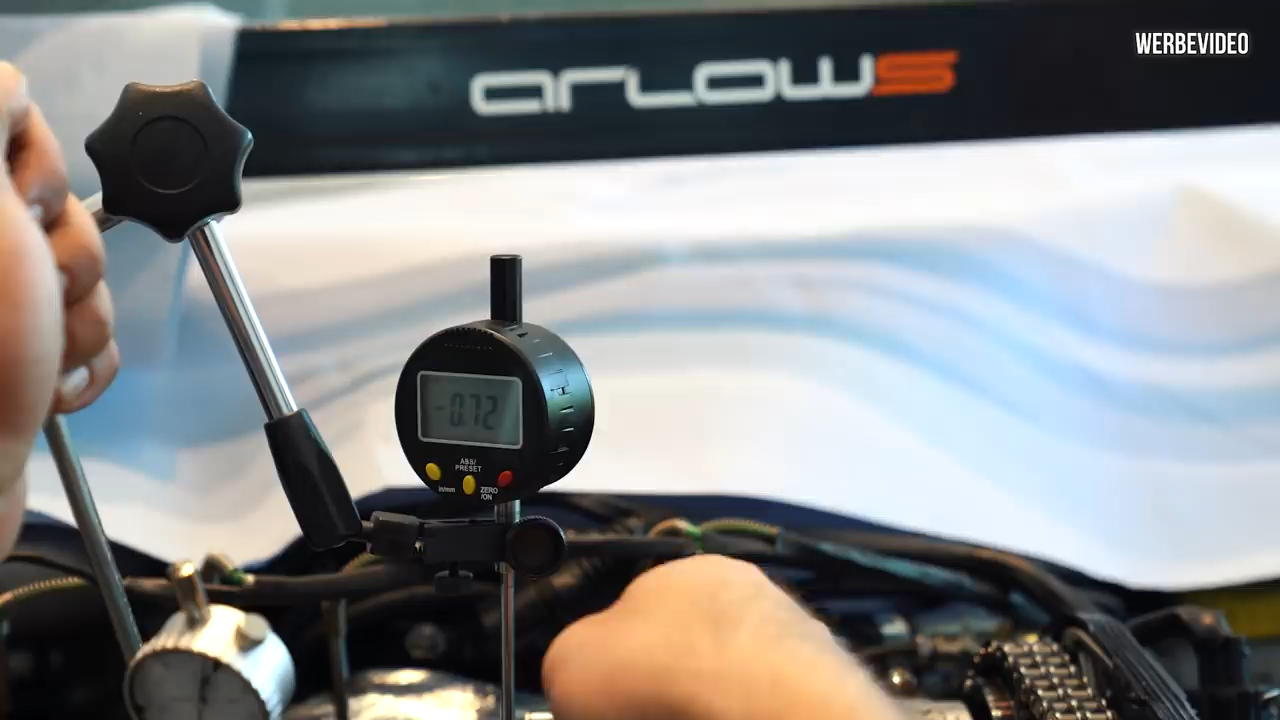 WERBEVIDEO
arlows
-0.72
ABS/
PRESET
in/mm
ZERO
/ON